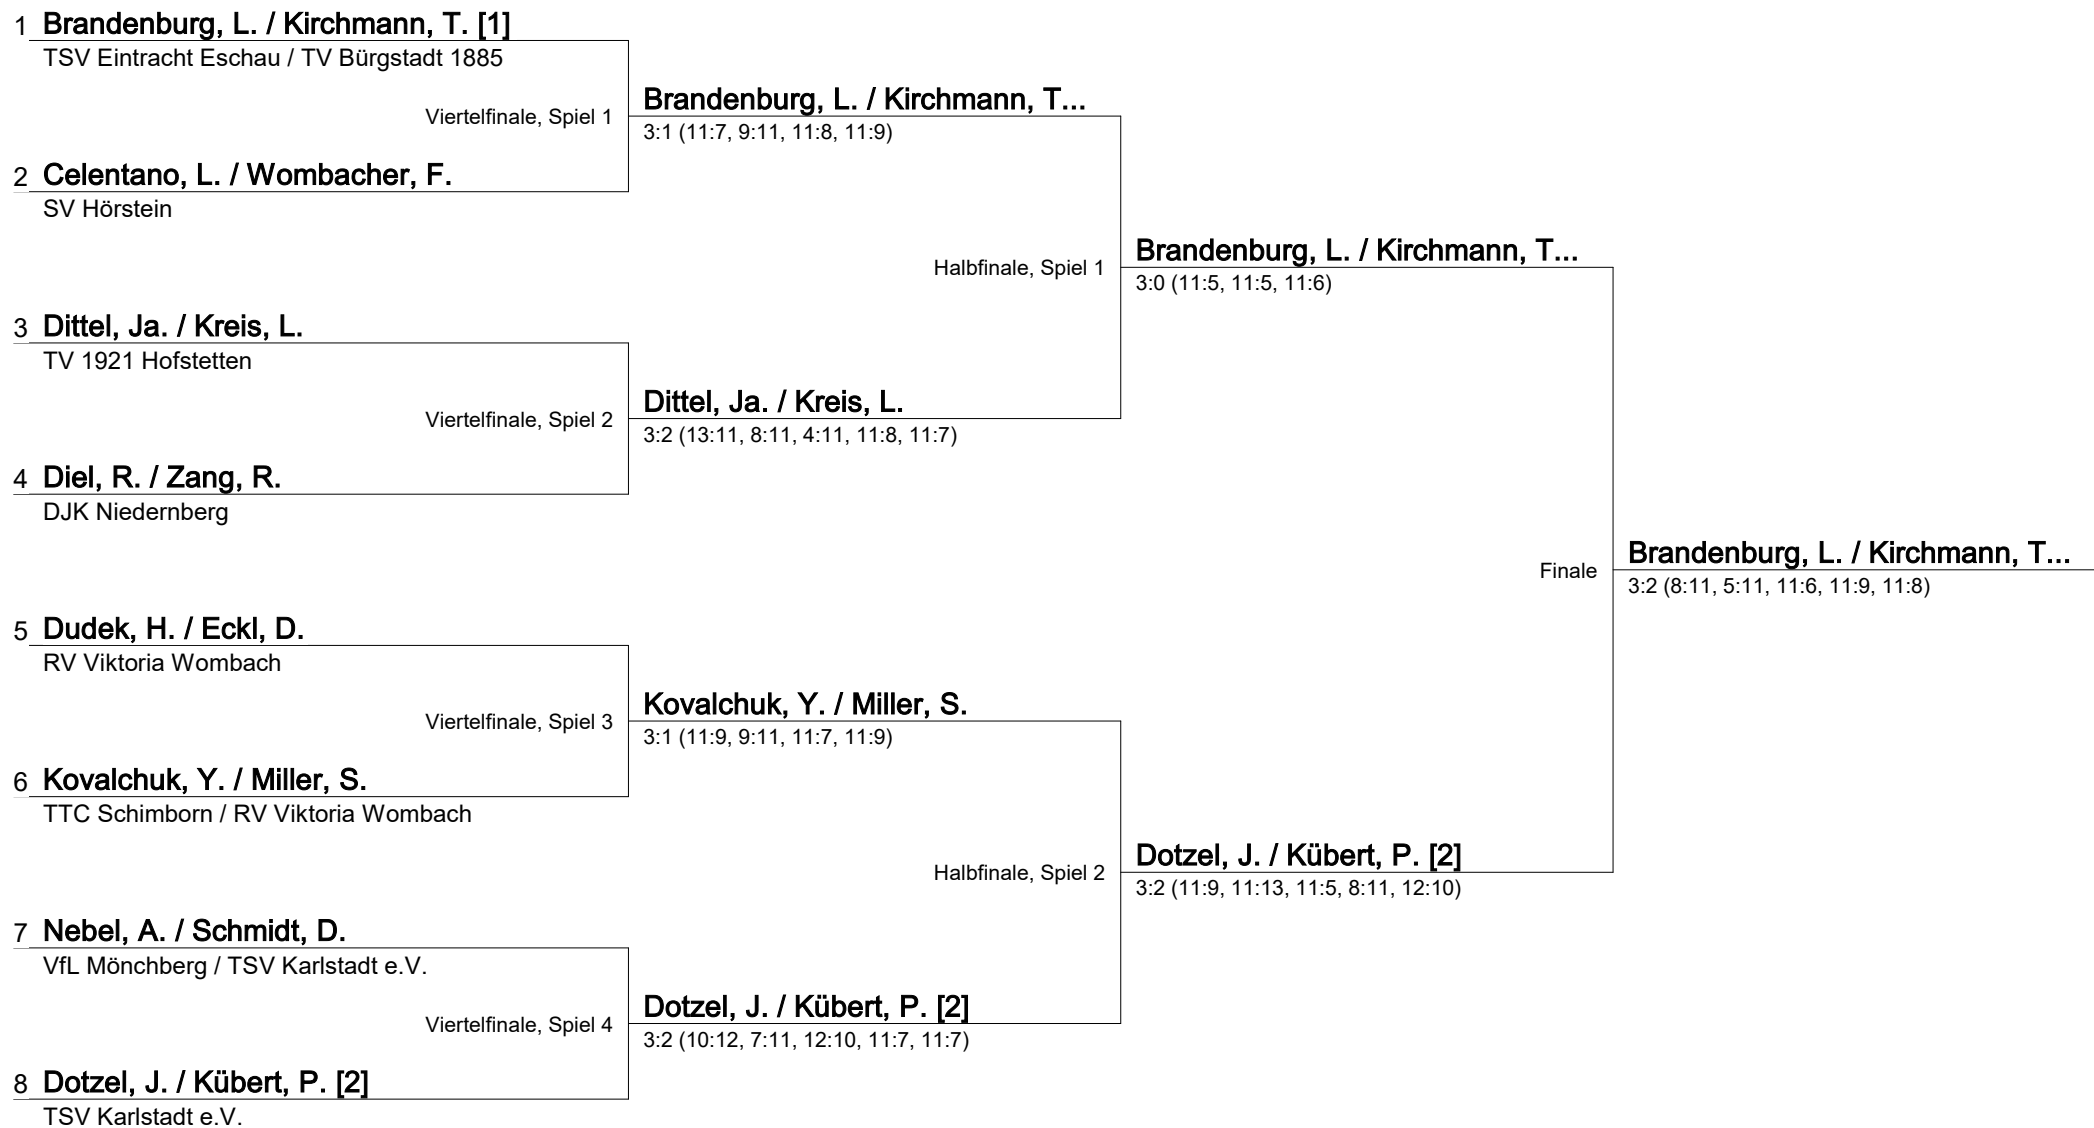 1 Brandenburg, L. / Kirchmann, T. [1]
TSV Eintracht Eschau / TV Bürgstadt 1885
Viertelfinale, Spiel 1
Brandenburg, L. / Kirchmann, T...
3:1 (11:7, 9:11, 11:8, 11:9)
2 Celentano, L. / Wombacher, F.
SV Hörstein
Halbfinale, Spiel 1
Brandenburg, L. / Kirchmann, T...
3:0 (11:5, 11:5, 11:6)
3 Dittel, Ja. / Kreis, L.
TV 1921 Hofstetten
Viertelfinale, Spiel 2
Dittel, Ja. / Kreis, L.
3:2 (13:11, 8:11, 4:11, 11:8, 11:7)
4 Diel, R. / Zang, R.
DJK Niedernberg
Finale
Brandenburg, L. / Kirchmann, T...
3:2 (8:11, 5:11, 11:6, 11:9, 11:8)
5 Dudek, H. / Eckl, D.
RV Viktoria Wombach
Viertelfinale, Spiel 3
Kovalchuk, Y. / Miller, S.
3:1 (11:9, 9:11, 11:7, 11:9)
6 Kovalchuk, Y. / Miller, S.
TTC Schimborn / RV Viktoria Wombach
Halbfinale, Spiel 2
Dotzel, J. / Kübert, P. [2]
3:2 (11:9, 11:13, 11:5, 8:11, 12:10)
7 Nebel, A. / Schmidt, D.
VfL Mönchberg / TSV Karlstadt e.V.
Viertelfinale, Spiel 4
Dotzel, J. / Kübert, P. [2]
3:2 (10:12, 7:11, 12:10, 11:7, 11:7)
8 Dotzel, J. / Kübert, P. [2]
TSV Karlstadt e.V.